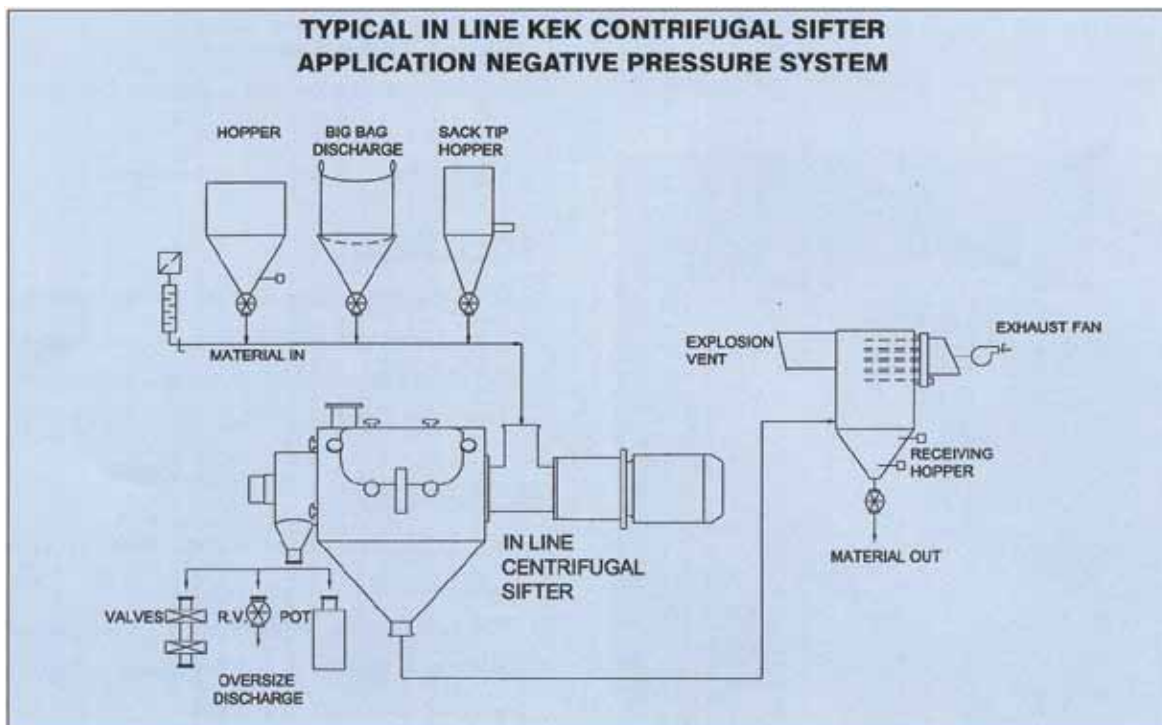 TYPICAL IN LINE KEK CONTRIFUGAL SIFTER
APPLICATION NEGATIVE PRESSURE SYSTEM
HOPPER
BIG BAG
DISCHARGE
SACK TIP
HOPPER
MATERIAL IN
EXPLOSION
VENT
EXHAUST FAN
RECEIVING
HOPPER
MATERIAL OUT
IN LINE
CENTRIFUGAL
SIFTER
VALVES
R.V.
POT
OVERSIZE
DISCHARGE